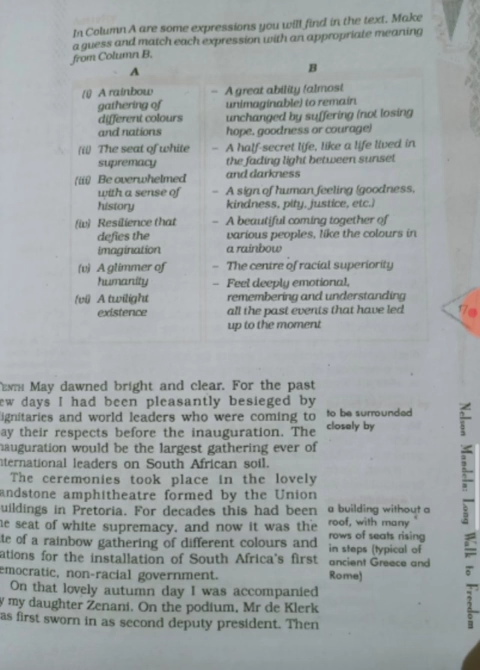 In Column A are some expressions you will find in the text. Make
a guess and match each expression with an appropriate meaning
from Column B.
A
B
(i) A rainbow
gathering of
different colours
and nations
(ii) The seat of white
supremacy
(iii) Be overwhelmed
with a sense of
history
(iv) Resilience that
defies the
imagination
(v) A glimmer of
humanity
(vi) A twilight
existence
– A great ability (almost
unimaginable) to remain
unchanged by suffering (not losing
hope, goodness or courage)
– A half-secret life, like a life lived in
the fading light between sunset
and darkness
– A sign of human feeling (goodness,
kindness, pity, justice, etc.)
– A beautiful coming together of
various peoples, like the colours in
a rainbow
– The centre of racial superiority
– Feel deeply emotional,
remembering and understanding
all the past events that have led
up to the moment
TENTH May dawned bright and clear. For the past
ew days I had been pleasantly besieged by
ignitaries and world leaders who were coming to
ay their respects before the inauguration. The
nauguration would be the largest gathering ever of
nternational leaders on South African soil.
The ceremonies took place in the lovely
andstone amphitheatre formed by the Union
uildings in Pretoria. For decades this had been
he seat of white supremacy, and now it was the
ite of a rainbow gathering of different colours and
ations for the installation of South Africa's first
emocratic, non-racial government.
On that lovely autumn day I was accompanied
y my daughter Zenani. On the podium, Mr de Klerk
as first sworn in as second deputy president. Then
to be surrounded
closely by
a building without a
roof, with many
rows of seats rising
in steps (typical of
ancient Greece and
Rome)
Nelson Mandela: Long Walk to Freedom